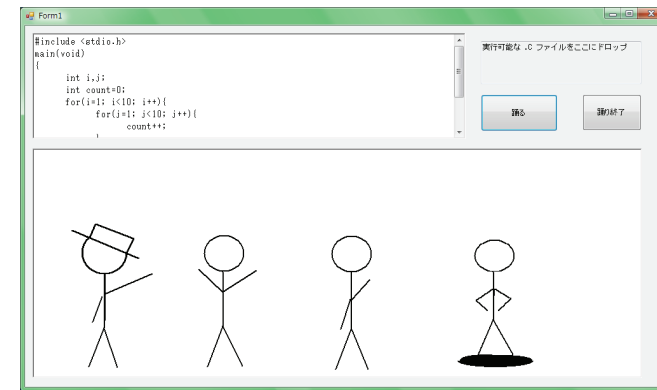 Form1
#include <stdio.h>
main(void)
{
int i,j;
int count=0;
for(i=1; i<10; i++){
for(j=1; j<10; j++){
count++;
実行可能な .C ファイルをここにドロップ
踊る
踊り終了